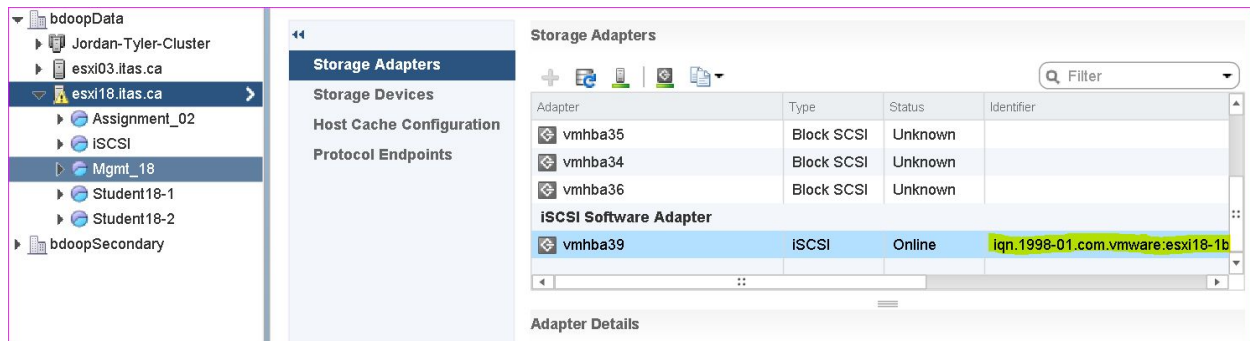 bdoopData
Jordan-Tyler-Cluster
esxi03.itas.ca
esxi18.itas.ca
Assignment_02
iSCSI
Mgmt_18
Student18-1
Student18-2
bdoopSecondary
Storage Adapters
Storage Devices
Host Cache Configuration
Protocol Endpoints
Storage Adapters
Filter
Adapter Type Status Identifier
vmhba35 Block SCSI Unknown
vmhba34 Block SCSI Unknown
vmhba36 Block SCSI Unknown
iSCSI Software Adapter
vmhba39 iSCSI Online iqn.1998-01.com.vmware:esxi18-1b
Adapter Details